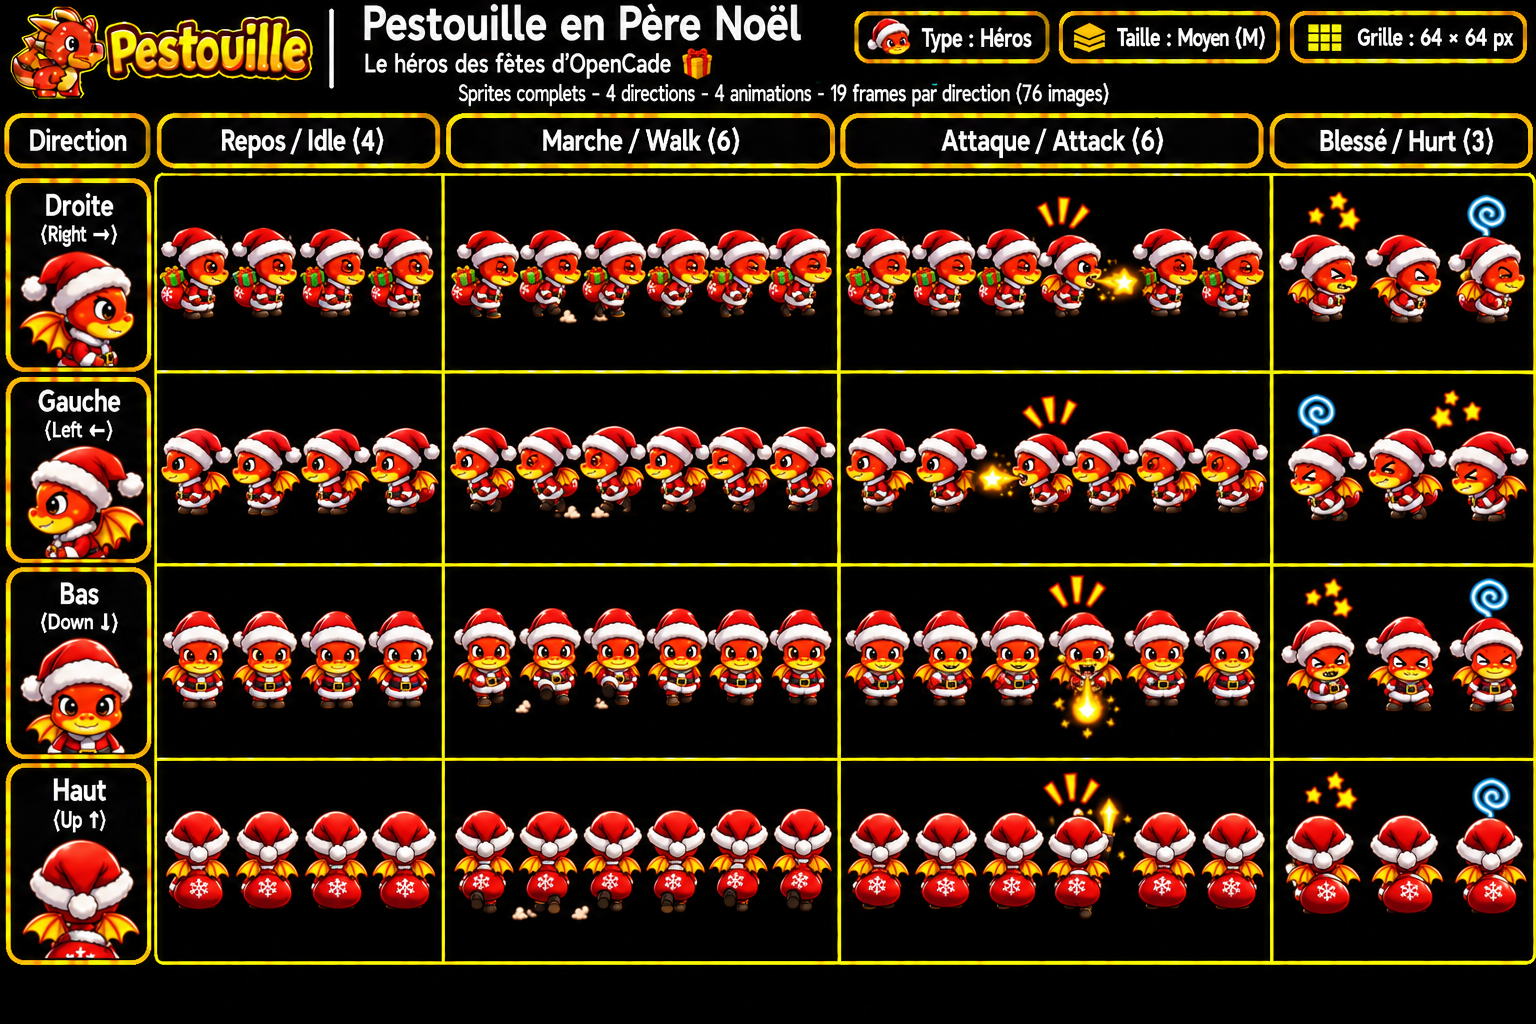 Pestouille
Pestouille en Père Noël
Le héros des fêtes d'OpenCade
Type : Héros
Taille : Moyen (M)
Grille : 64 × 64 px
Sprites complets - 4 directions - 4 animations - 19 frames par direction (76 images)
Direction
Repos / Idle (4)
Marche / Walk (6)
Attaque / Attack (6)
Blessé / Hurt (3)
Droite
(Right →)
Gauche
(Left ←)
Bas
(Down ↓)
Haut
(Up ↑)